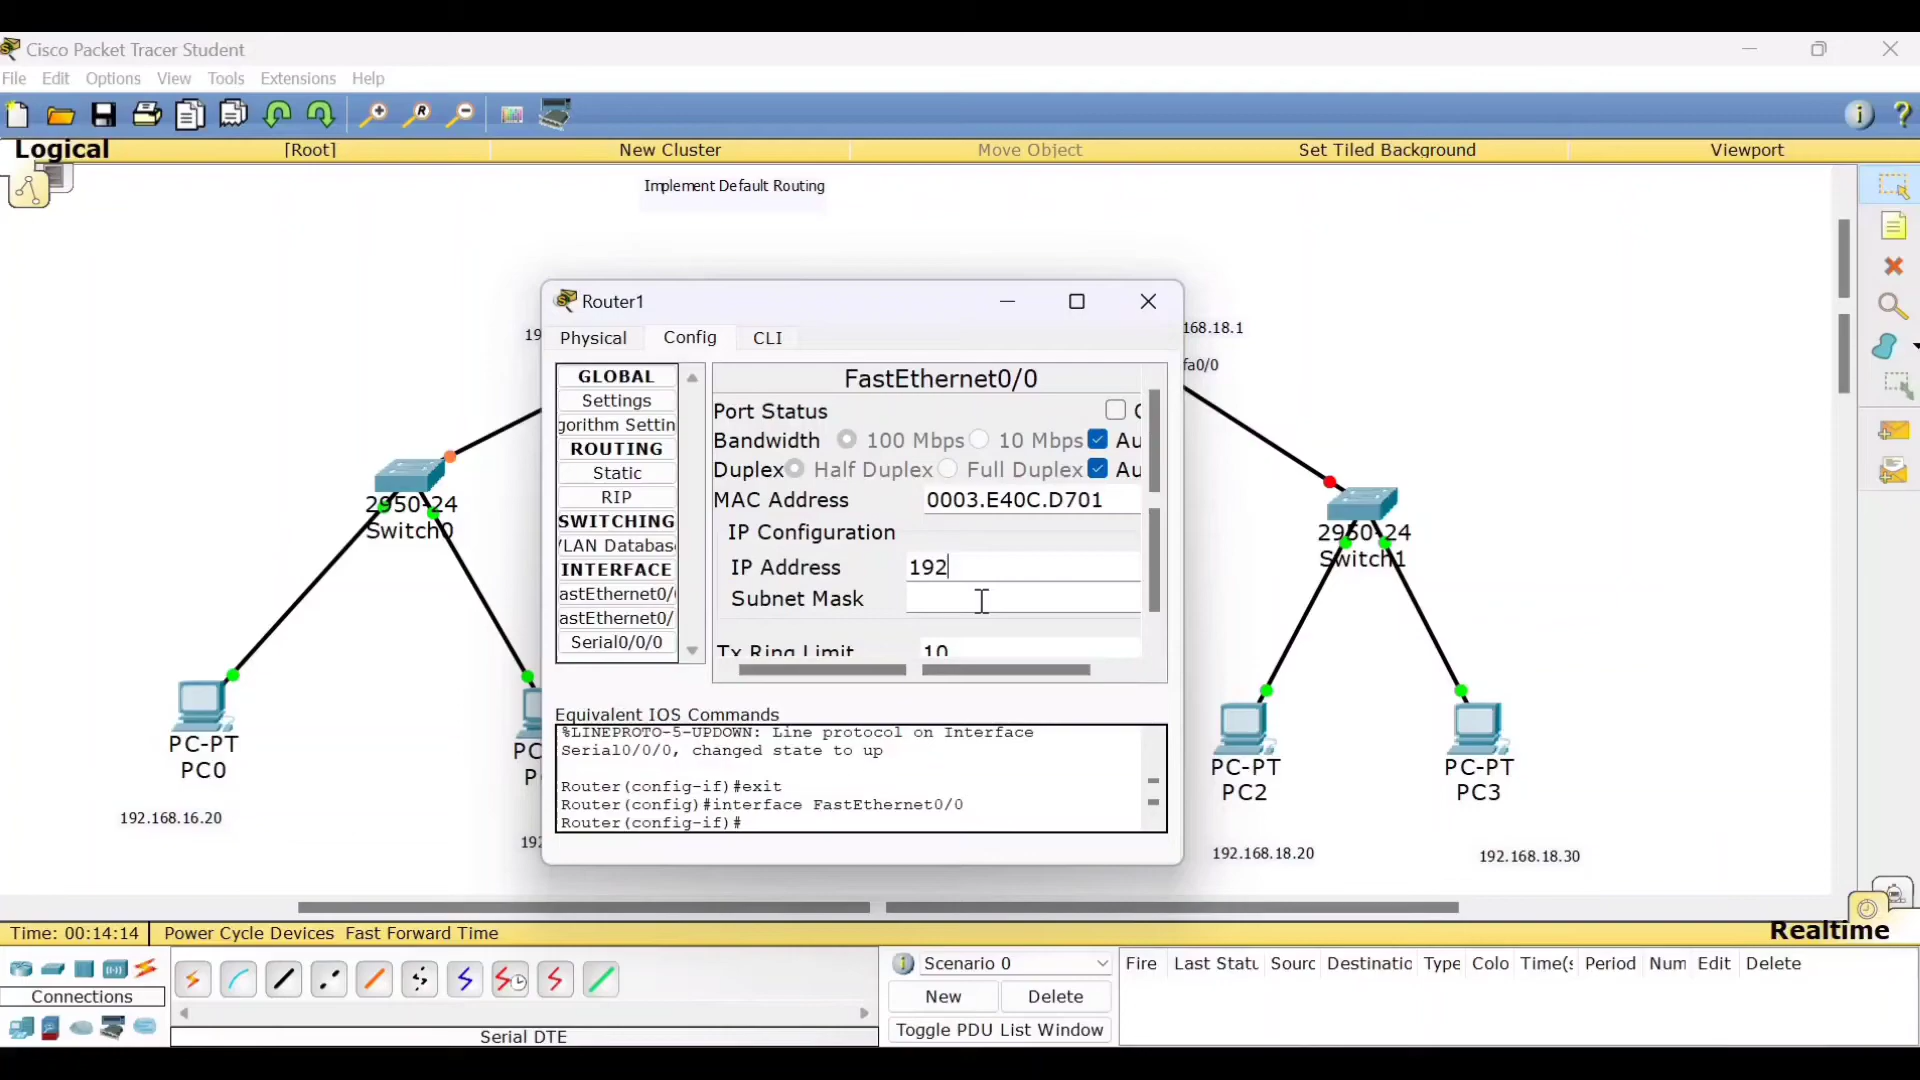 Cisco Packet Tracer Student
File Edit Options View Tools Extensions Help
Logical [Root] New Cluster Move Object Set Tiled Background Viewport
Implement Default Routing
Router1
Physical Config CLI
GLOBAL
Settings
gorithm Settin
ROUTING
Static
RIP
SWITCHING
VLAN Databas
INTERFACE
astEthernet0/
astEthernet0/
Serial0/0/0
FastEthernet0/0
Port Status
Bandwidth 100 Mbps 10 Mbps Au
Duplex Half Duplex Full Duplex Au
MAC Address 0003.E40C.D701
IP Configuration
IP Address 192
Subnet Mask
Tx Ring Limit 10
Equivalent IOS Commands
%LINEPROTO-5-UPDOWN: Line protocol on Interface
Serial0/0/0, changed state to up
Router(config-if)#exit
Router(config)#interface FastEthernet0/0
Router(config-if)#
19
168.18.1
fa0/0
2950-24
Switch0
2950-24
Switch1
PC-PT
PC0
192.168.16.20
PC
P
192
PC-PT
PC2
192.168.18.20
PC-PT
PC3
192.168.18.30
Time: 00:14:14 Power Cycle Devices Fast Forward Time
Realtime
Connections
Serial DTE
Scenario 0
New Delete
Toggle PDU List Window
Fire Last Statu Sourc Destinatio Type Colo Time(s Period Num Edit Delete